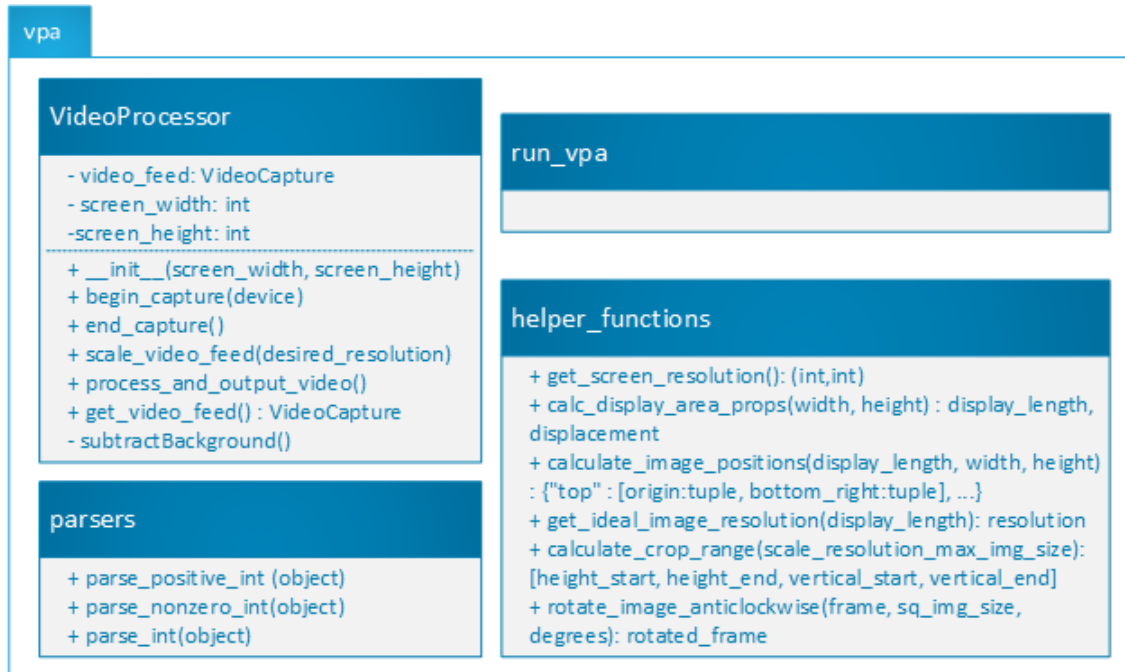 vpa
VideoProcessor
- video_feed: VideoCapture
- screen_width: int
-screen_height: int
+ __init__(screen_width, screen_height)
+ begin_capture(device)
+ end_capture()
+ scale_video_feed(desired_resolution)
+ process_and_output_video()
+ get_video_feed() : VideoCapture
- subtractBackground()
parsers
+ parse_positive_int (object)
+ parse_nonzero_int(object)
+ parse_int(object)
run_vpa
helper_functions
+ get_screen_resolution(): (int,int)
+ calc_display_area_props(width, height) : display_length,
displacement
+ calculate_image_positions(display_length, width, height)
: {"top" : [origin:tuple, bottom_right:tuple], ...}
+ get_ideal_image_resolution(display_length): resolution
+ calculate_crop_range(scale_resolution_max_img_size):
[height_start, height_end, vertical_start, vertical_end]
+ rotate_image_anticlockwise(frame, sq_img_size,
degrees): rotated_frame